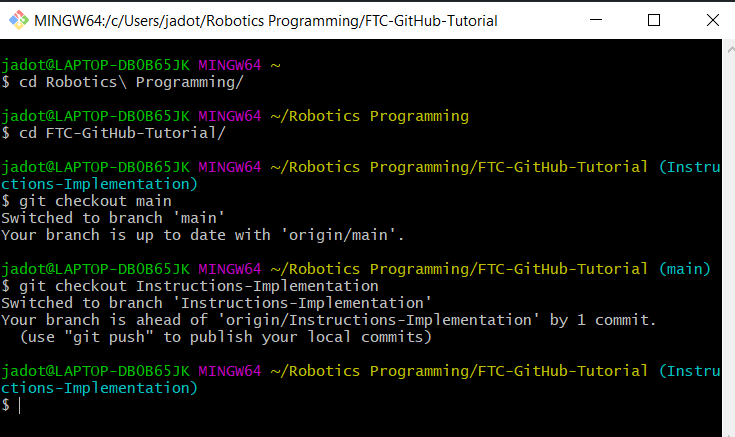 MINGW64:/c/Users/jadot/Robotics Programming/FTC-GitHub-Tutorial
jadot@LAPTOP-DB0B65JK MINGW64 ~
$ cd Robotics\ Programming/
jadot@LAPTOP-DB0B65JK MINGW64 ~/Robotics Programming
$ cd FTC-GitHub-Tutorial/
jadot@LAPTOP-DB0B65JK MINGW64 ~/Robotics Programming/FTC-GitHub-Tutorial (Instru
ctions-Implementation)
$ git checkout main
Switched to branch 'main'
Your branch is up to date with 'origin/main'.
jadot@LAPTOP-DB0B65JK MINGW64 ~/Robotics Programming/FTC-GitHub-Tutorial (main)
$ git checkout Instructions-Implementation
Switched to branch 'Instructions-Implementation'
Your branch is ahead of 'origin/Instructions-Implementation' by 1 commit.
  (use "git push" to publish your local commits)
jadot@LAPTOP-DB0B65JK MINGW64 ~/Robotics Programming/FTC-GitHub-Tutorial (Instru
ctions-Implementation)
$